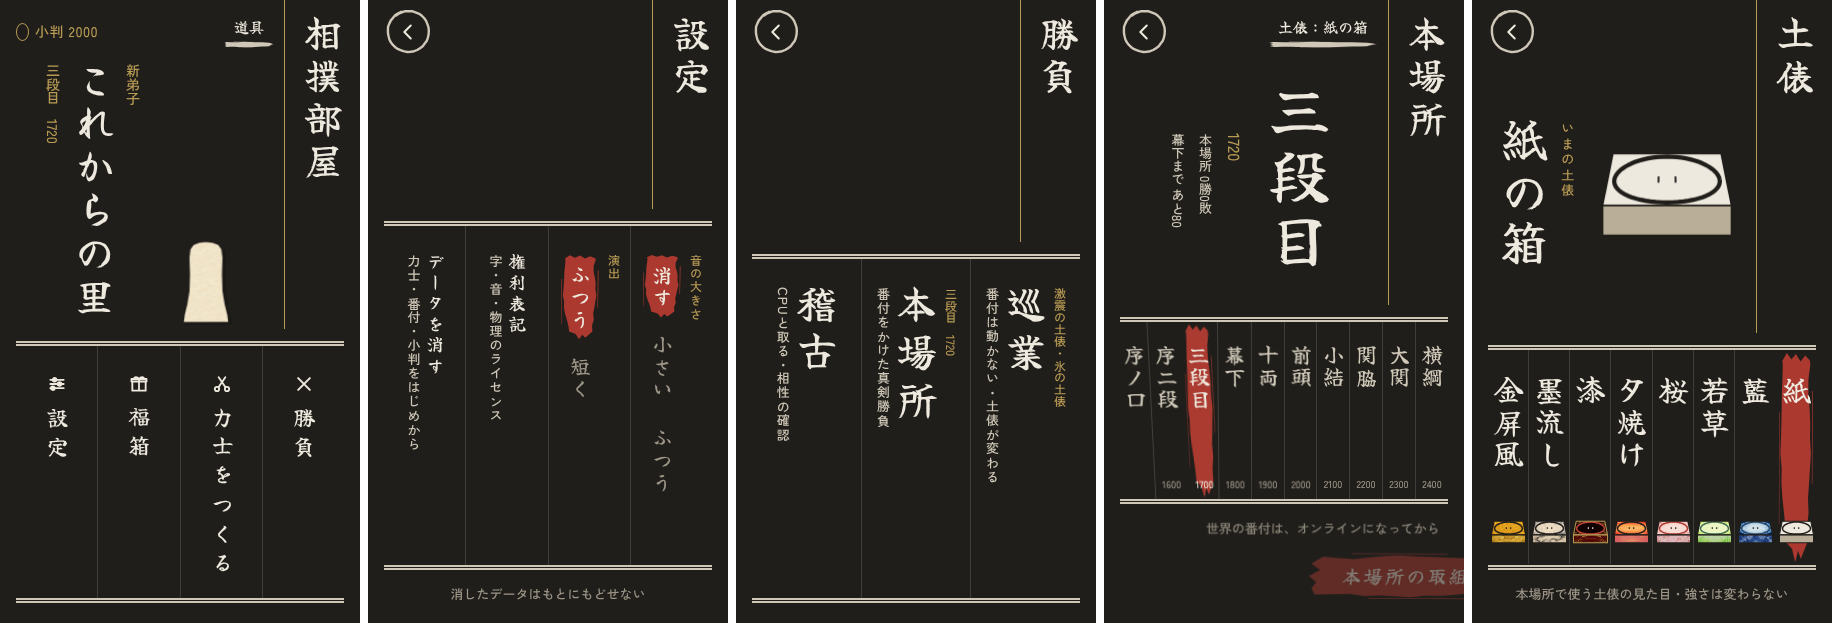 小判 2000
道具
相撲部屋
新弟子
これからの里
三段目 1720
勝負
力士をつくる
福箱
設定
設定
音の大きさ
消す
小さい
ふつう
演出
ふつう
短く
権利表記
字・音・物理のライセンス
データを消す
力士・番付・小判をはじめから
消したデータはもとにもどせない
勝負
激震の土俵・氷の土俵
巡業
番付は動かない・土俵が変わる
三段目 1720
本場所
番付をかけた真剣勝負
稽古
CPUと取る・相性の確認
土俵：紙の箱
本場所
三段目
1720
本場所 0勝0敗
幕下まで あと80
横綱 2400
大関 2300
関脇 2200
小結 2100
前頭 2000
十両 1900
幕下 1800
三段目 1700
序二段 1600
序ノ口
世界の番付は、オンラインになってから
本場所の取組
土俵
いまの土俵
紙の箱
紙
藍
若草
桜
夕焼け
漆
墨流し
金屏風
本場所で使う土俵の見た目・強さは変わらない